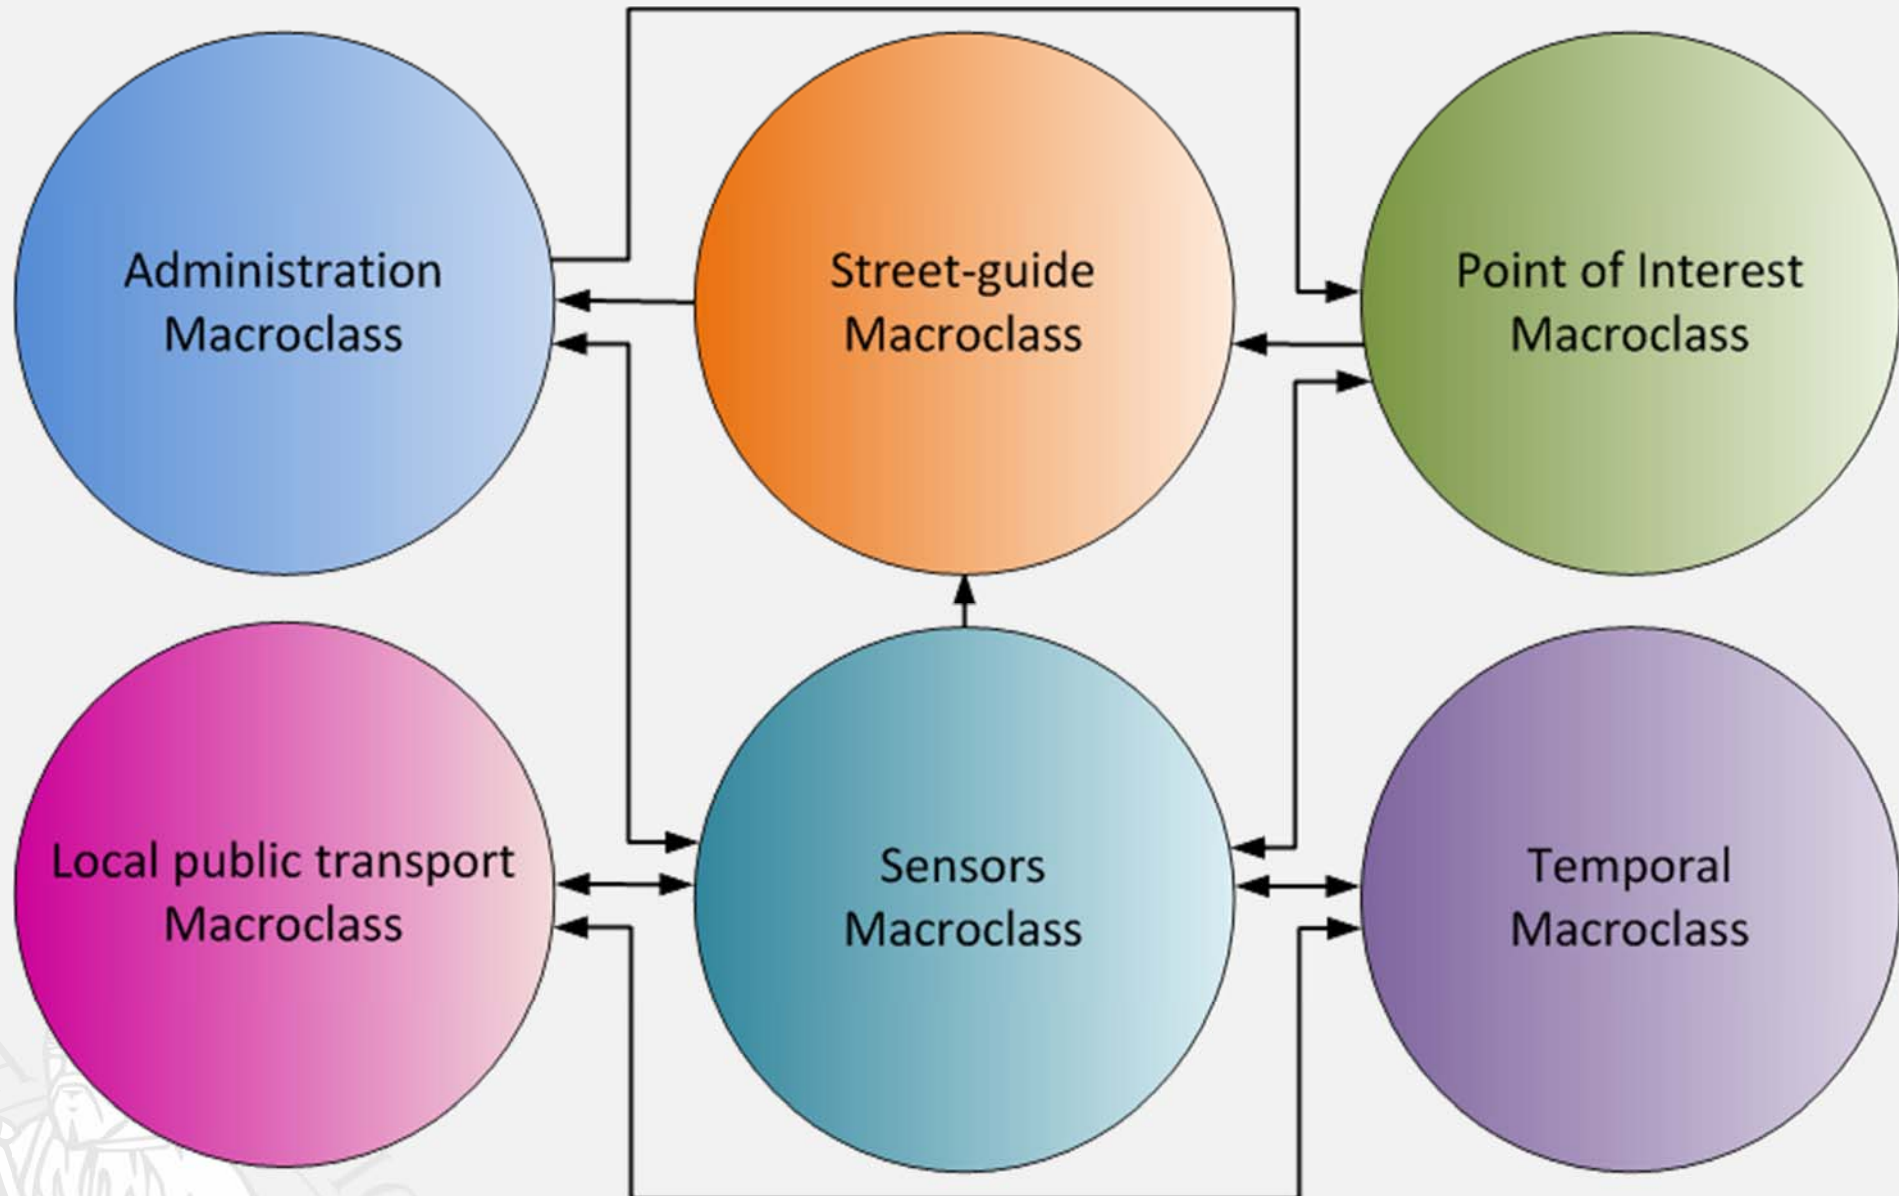 Administration
Macroclass
Street-guide
Macroclass
Point of Interest
Macroclass
Local public transport
Macroclass
Sensors
Macroclass
Temporal
Macroclass